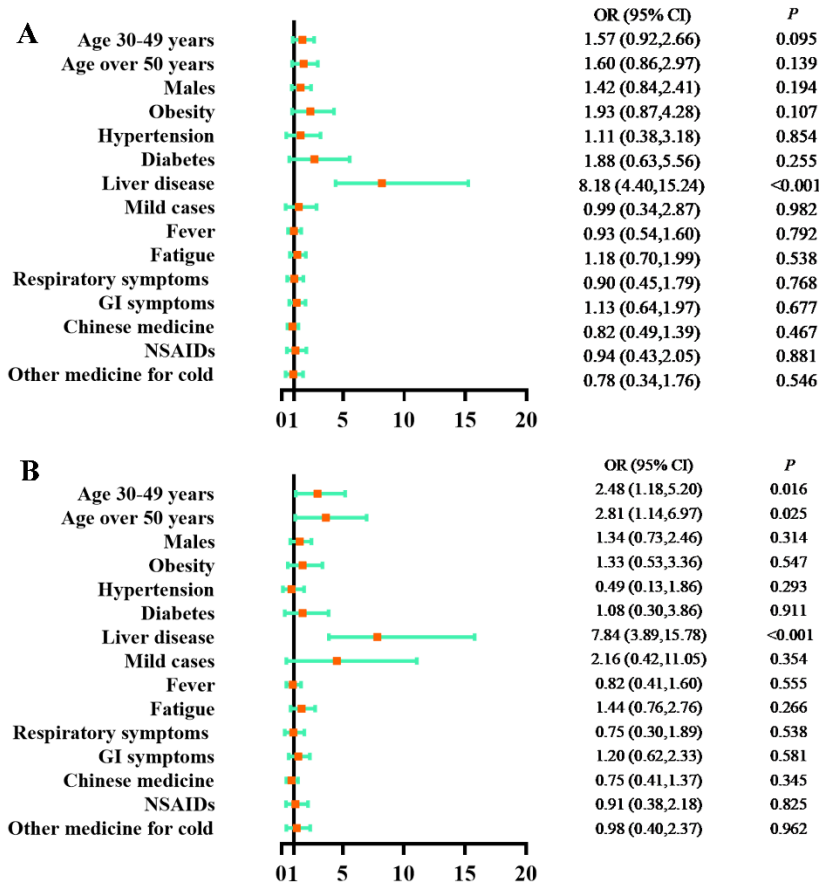 A
OR (95% CI) P
Age 30-49 years 1.57 (0.92,2.66) 0.095
Age over 50 years 1.60 (0.86,2.97) 0.139
Males 1.42 (0.84,2.41) 0.194
Obesity 1.93 (0.87,4.28) 0.107
Hypertension 1.11 (0.38,3.18) 0.854
Diabetes 1.88 (0.63,5.56) 0.255
Liver disease 8.18 (4.40,15.24) <0.001
Mild cases 0.99 (0.34,2.87) 0.982
Fever 0.93 (0.54,1.60) 0.792
Fatigue 1.18 (0.70,1.99) 0.538
Respiratory symptoms 0.90 (0.45,1.79) 0.768
GI symptoms 1.13 (0.64,1.97) 0.677
Chinese medicine 0.82 (0.49,1.39) 0.467
NSAIDs 0.94 (0.43,2.05) 0.881
Other medicine for cold 0.78 (0.34,1.76) 0.546
0 1 5 10 15 20
B
OR (95% CI) P
Age 30-49 years 2.48 (1.18,5.20) 0.016
Age over 50 years 2.81 (1.14,6.97) 0.025
Males 1.34 (0.73,2.46) 0.314
Obesity 1.33 (0.53,3.36) 0.547
Hypertension 0.49 (0.13,1.86) 0.293
Diabetes 1.08 (0.30,3.86) 0.911
Liver disease 7.84 (3.89,15.78) <0.001
Mild cases 2.16 (0.42,11.05) 0.354
Fever 0.82 (0.41,1.60) 0.555
Fatigue 1.44 (0.76,2.76) 0.266
Respiratory symptoms 0.75 (0.30,1.89) 0.538
GI symptoms 1.20 (0.62,2.33) 0.581
Chinese medicine 0.75 (0.41,1.37) 0.345
NSAIDs 0.91 (0.38,2.18) 0.825
Other medicine for cold 0.98 (0.40,2.37) 0.962
0 1 5 10 15 20